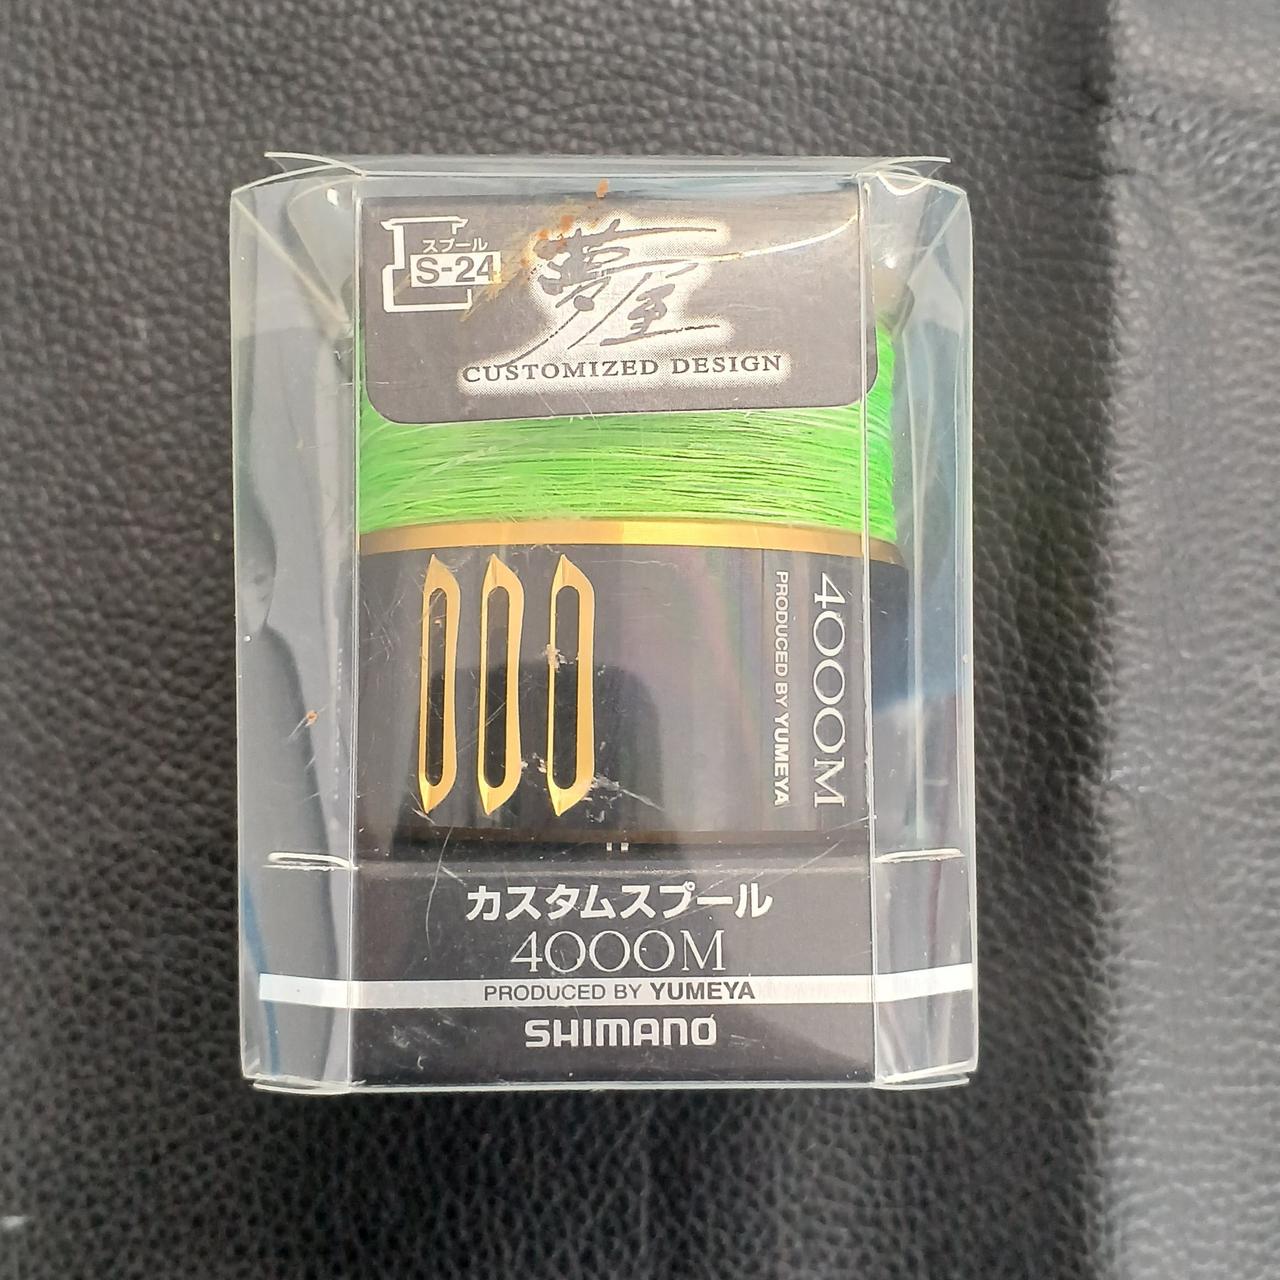 スプール
S-24
夢屋
CUSTOMIZED DESIGN
4000M
PRODUCED BY YUMEYA
カスタムスプール
4000M
PRODUCED BY YUMEYA
SHIMANO